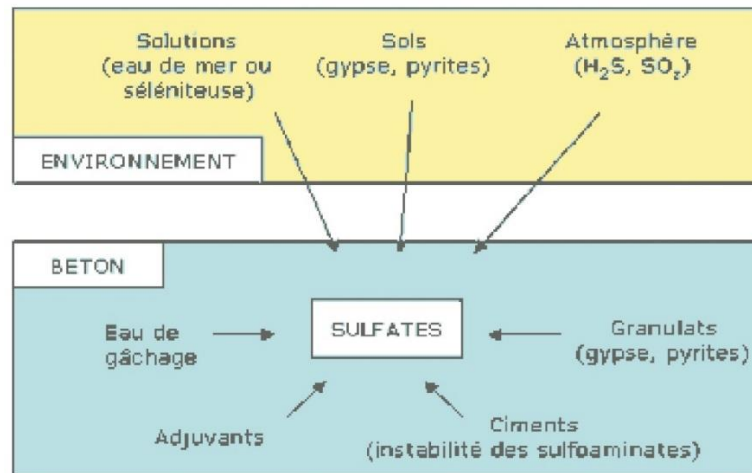 Solutions
(eau de mer ou
séléniteuse)
Sols
(gypse, pyrites)
Atmosphère
(H₂S, SO₂)
ENVIRONNEMENT
BETON
Eau de
gâchage
SULFATES
Granulats
(gypse, pyrites)
Adjuvants
Ciments
(instabilité des sulfoaminates)